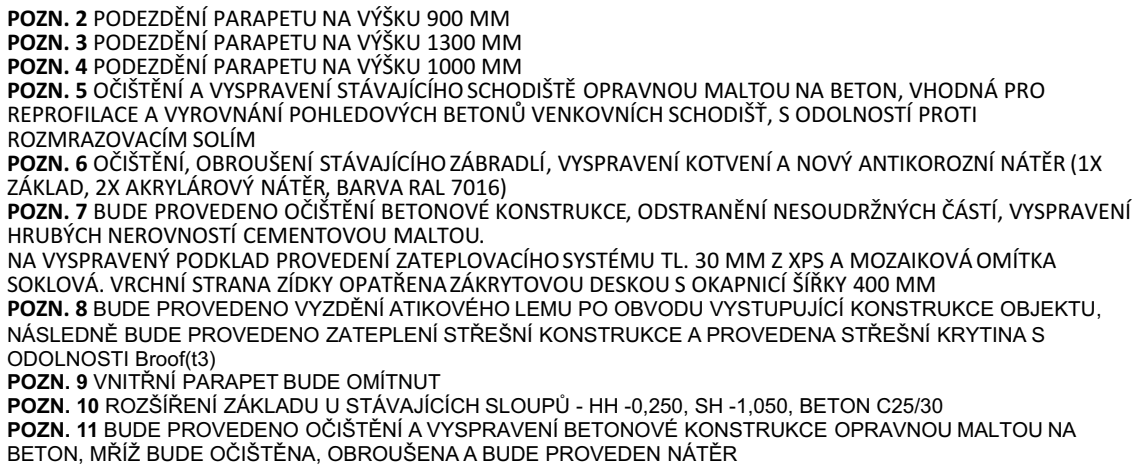 POZN. 2 PODEZDĚNÍ PARAPETU NA VÝŠKU 900 MM
POZN. 3 PODEZDĚNÍ PARAPETU NA VÝŠKU 1300 MM
POZN. 4 PODEZDĚNÍ PARAPETU NA VÝŠKU 1000 MM
POZN. 5 OČIŠTĚNÍ A VYSPRAVENÍ STÁVAJÍCÍHO SCHODIŠTĚ OPRAVNOU MALTOU NA BETON, VHODNÁ PRO
REPROFILACE A VYROVNÁNÍ POHLEDOVÝCH BETONŮ VENKOVNÍCH SCHODIŠŤ, S ODOLNOSTÍ PROTI
ROZMRAZOVACÍM SOLÍM
POZN. 6 OČIŠTĚNÍ, OBROUŠENÍ STÁVAJÍCÍHO ZÁBRADLÍ, VYSPRAVENÍ KOTVENÍ A NOVÝ ANTIKOROZNÍ NÁTĚR (1X
ZÁKLAD, 2X AKRYLÁROVÝ NÁTĚR, BARVA RAL 7016)
POZN. 7 BUDE PROVEDENO OČIŠTĚNÍ BETONOVÉ KONSTRUKCE, ODSTRANĚNÍ NESOUDRŽNÝCH ČÁSTÍ, VYSPRAVENÍ
HRUBÝCH NEROVNOSTÍ CEMENTOVOU MALTOU.
NA VYSPRAVENÝ PODKLAD PROVEDENÍ ZATEPLOVACÍHO SYSTÉMU TL. 30 MM Z XPS A MOZAIKOVÁ OMÍTKA
SOKLOVÁ. VRCHNÍ STRANA ZÍDKY OPATŘENA ZÁKRYTOVOU DESKOU S OKAPNICÍ ŠÍŘKY 400 MM
POZN. 8 BUDE PROVEDENO VYZDĚNÍ ATIKOVÉHO LEMU PO OBVODU VYSTUPUJÍCÍ KONSTRUKCE OBJEKTU,
NÁSLEDNĚ BUDE PROVEDENO ZATEPLENÍ STŘEŠNÍ KONSTRUKCE A PROVEDENA STŘEŠNÍ KRYTINA S
ODOLNOSTI Broof(t3)
POZN. 9 VNITŘNÍ PARAPET BUDE OMÍTNUT
POZN. 10 ROZŠÍŘENÍ ZÁKLADU U STÁVAJÍCÍCH SLOUPŮ - HH -0,250, SH -1,050, BETON C25/30
POZN. 11 BUDE PROVEDENO OČIŠTĚNÍ A VYSPRAVENÍ BETONOVÉ KONSTRUKCE OPRAVNOU MALTOU NA
BETON, MŘÍŽ BUDE OČIŠTĚNA, OBROUŠENA A BUDE PROVEDEN NÁTĚR